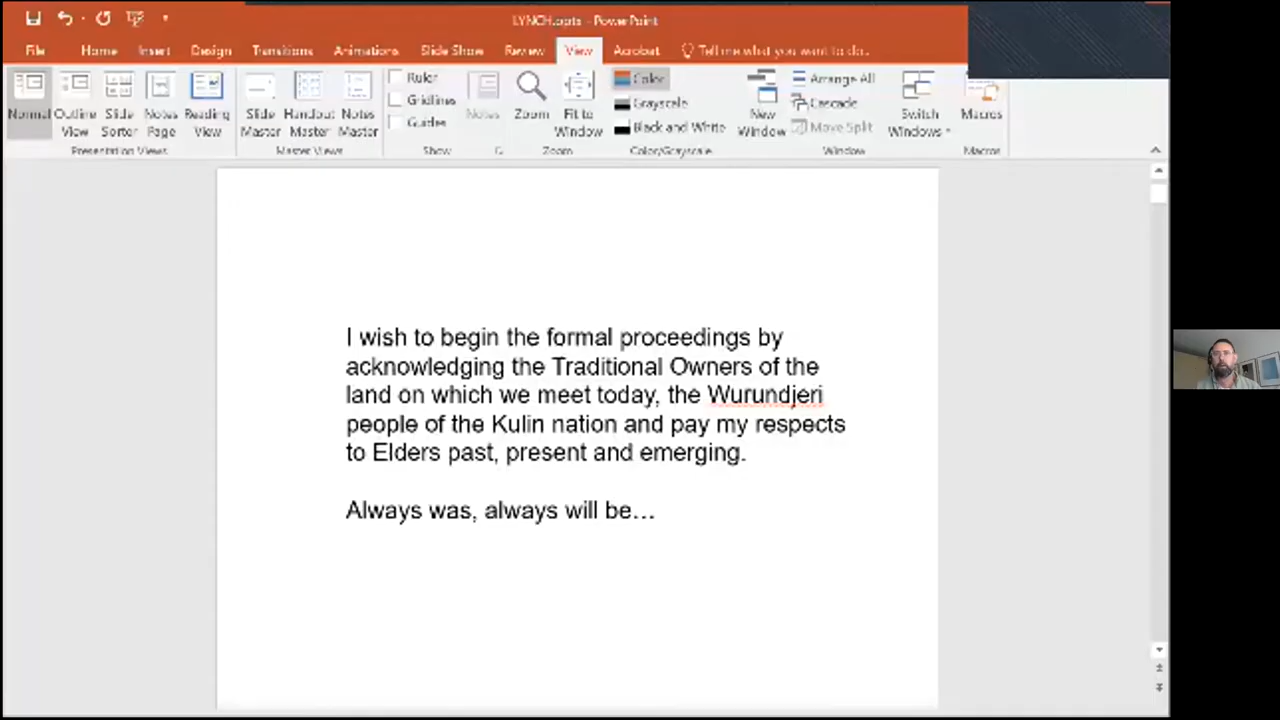 LYNCH.pptx - PowerPoint
File Home Insert Design Transitions Animations Slide Show Review View Acrobat Tell me what you want to do...
Normal Outline View Slide Sorter Notes Page Reading View
Presentation Views
Slide Master Handout Master Notes Master
Master Views
Ruler
Gridlines
Guides
Notes
Show
Zoom Fit to Window
Zoom
Color
Grayscale
Black and White
Color/Grayscale
New Window
Arrange All
Cascade
Move Split
Switch Windows
Window
Macros
Macros
I wish to begin the formal proceedings by
acknowledging the Traditional Owners of the
land on which we meet today, the Wurundjeri
people of the Kulin nation and pay my respects
to Elders past, present and emerging.
Always was, always will be…